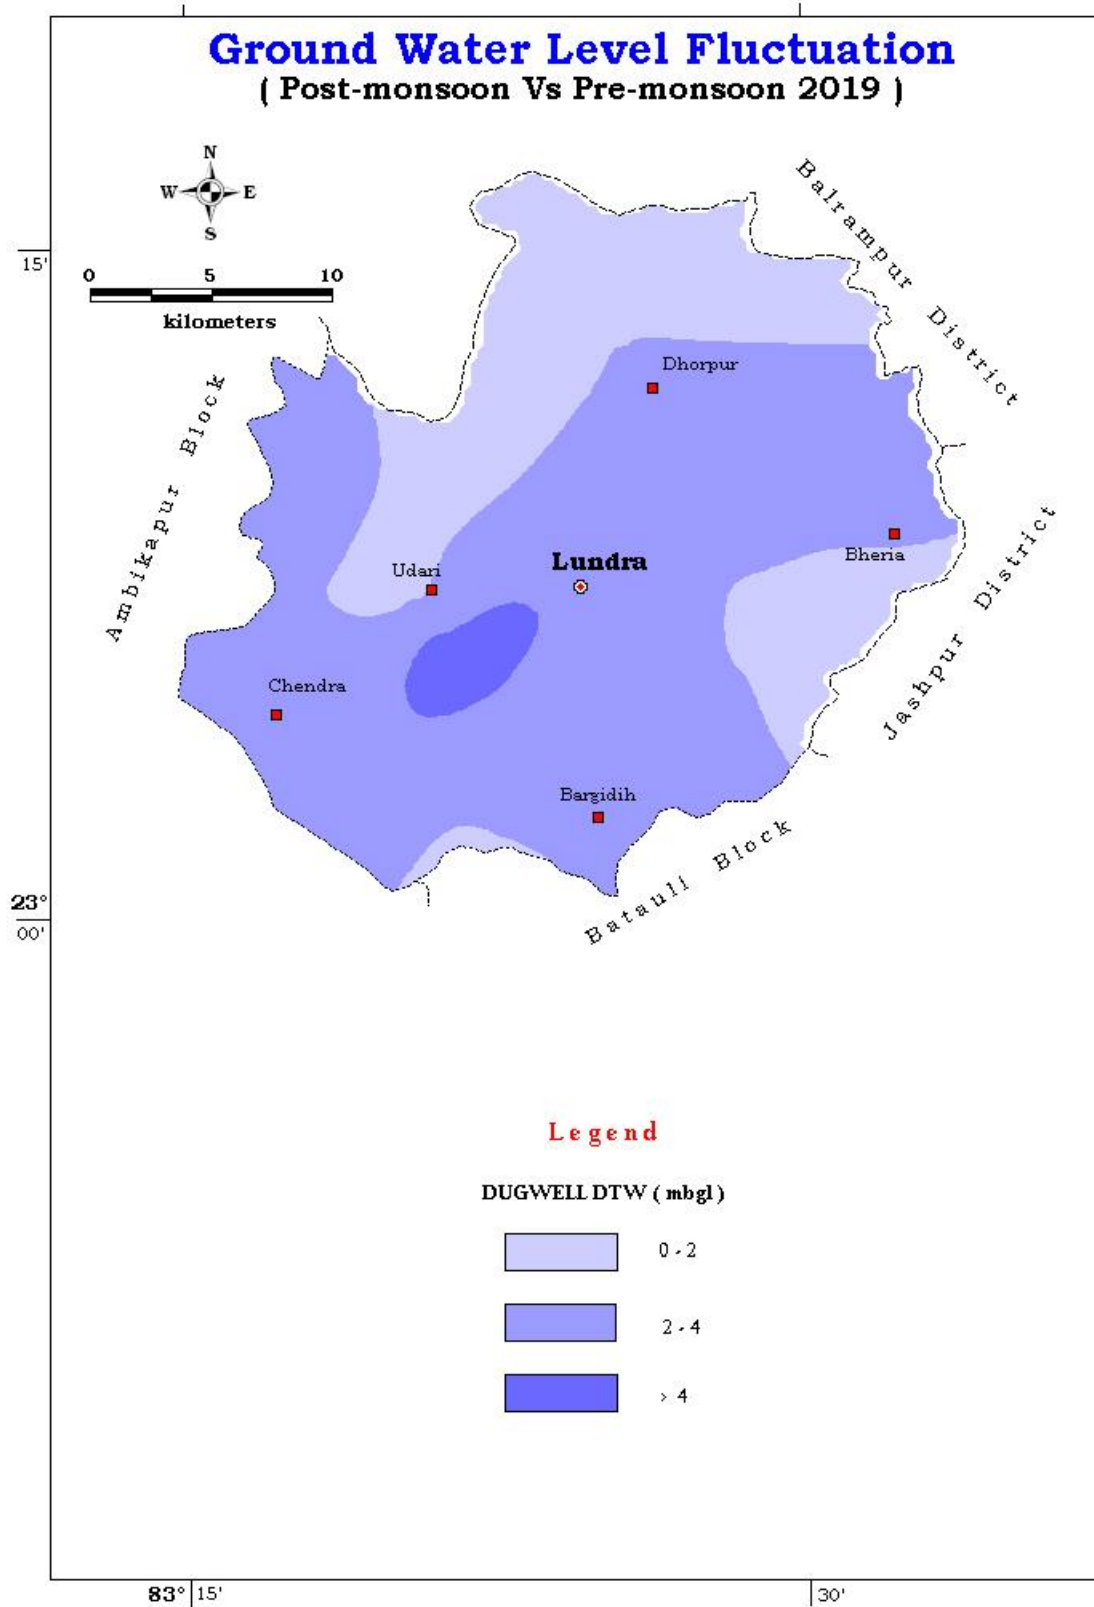 Ground Water Level Fluctuation
( Post-monsoon Vs Pre-monsoon 2019 )
N
W E
S
15'
0 5 10
kilometers
Balrampur District
Ambikapur Block
Dhorpur
Jashpur District
Bheria
Lundra
Udari
Chendra
Bargidih
Batauli Block
23°
00'
Legend
DUGWELL DTW ( mbgl )
0 - 2
2 - 4
> 4
83° 15' 30'